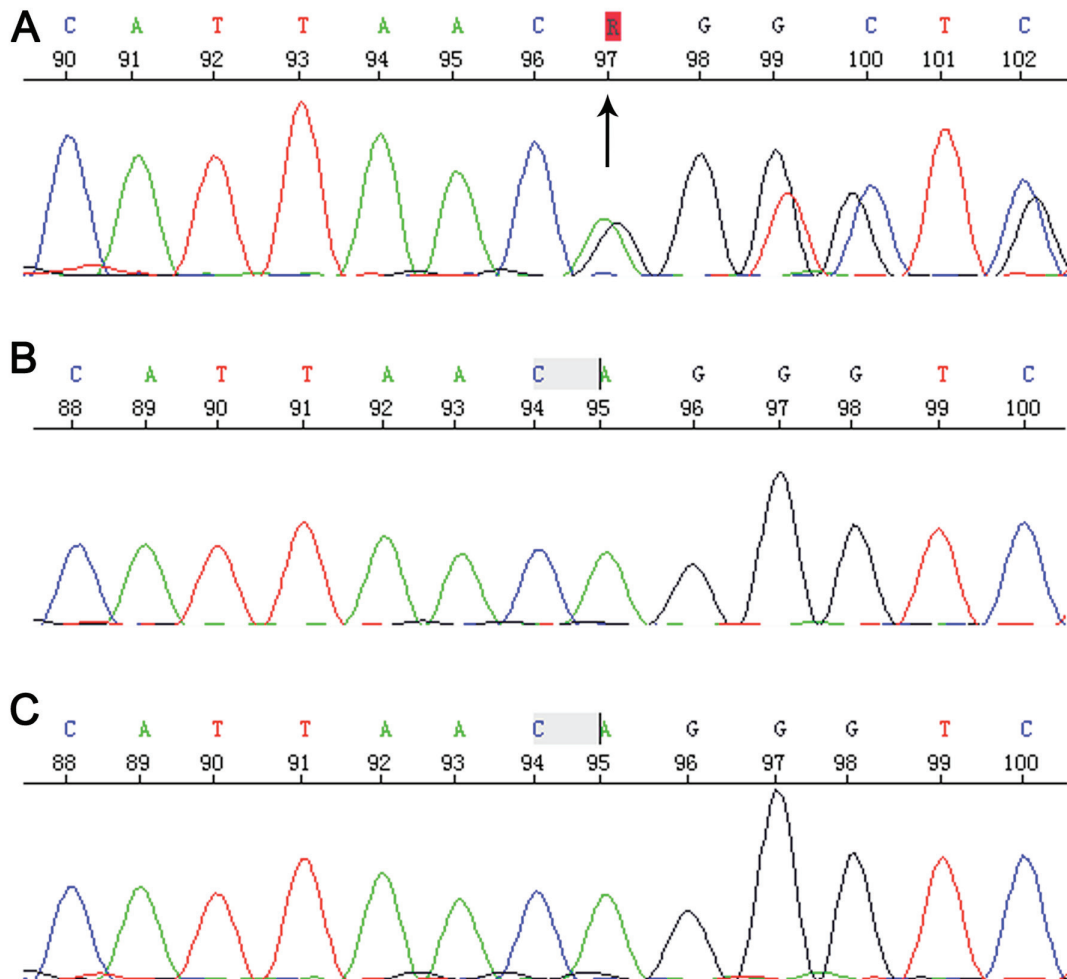 A C A T T A A C R G G C T C
90 91 92 93 94 95 96 97 98 99 100 101 102
B C A T T A A C A G G G T C
88 89 90 91 92 93 94 95 96 97 98 99 100
C C A T T A A C A G G G T C
88 89 90 91 92 93 94 95 96 97 98 99 100